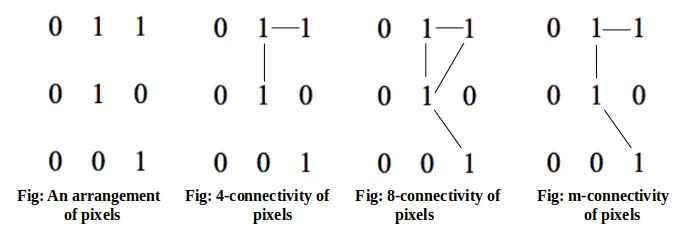 0 1 1 0 1 1 0 1 1 0 1 1
0 1 0 0 1 0 0 1 0 0 1 0
0 0 1 0 0 1 0 0 1 0 0 1
Fig: An arrangement
of pixels
Fig: 4-connectivity of
pixels
Fig: 8-connectivity of
pixels
Fig: m-connectivity
of pixels